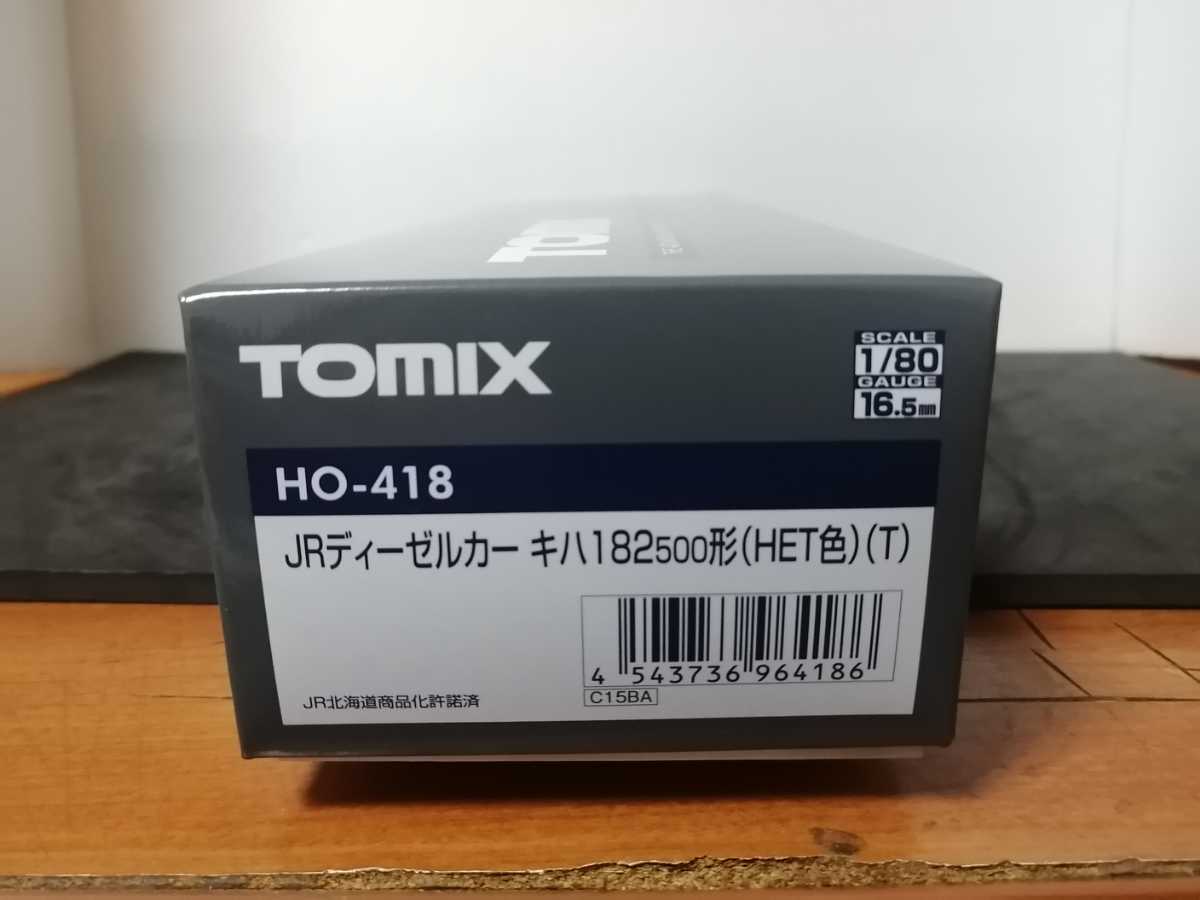 TOMIX
SCALE
1/80
GAUGE
16.5mm
HO-418
JRディーゼルカー キハ182500形(HET色)(T)
4 543736 964186
C15BA
JR北海道商品化許諾済